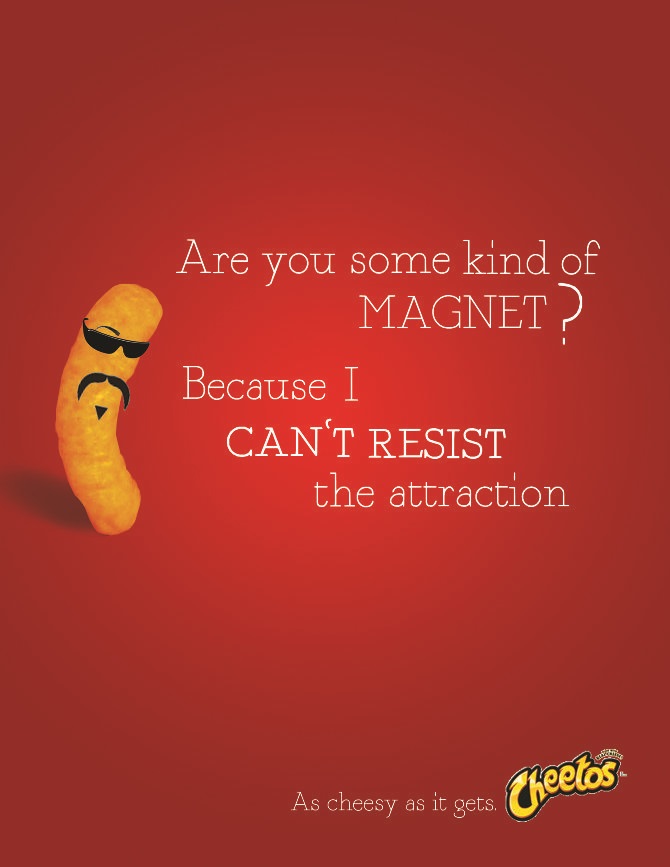 Are you some kind of
MAGNET?
Because I
CAN'T RESIST
the attraction
As cheesy as it gets.
Cheetos